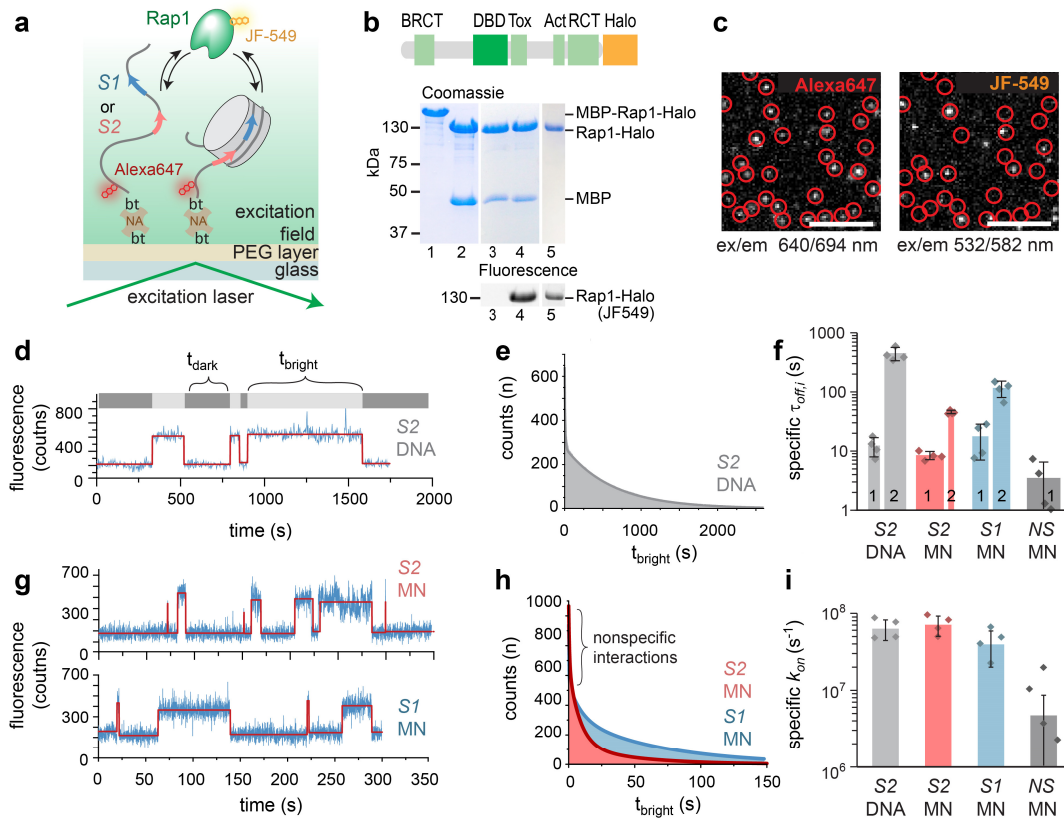 a
Rap1
JF-549
S1
or
S2
Alexa647
bt
bt
NA
NA
bt
bt
excitation
field
PEG layer
glass
excitation laser
b
BRCT
DBD
Tox
Act
RCT
Halo
Coomassie
kDa
130
75
50
37
MBP-Rap1-Halo
Rap1-Halo
MBP
1
2
3
4
5
Fluorescence
130
Rap1-Halo
(JF549)
3
4
5
c
Alexa647
JF-549
ex/em 640/694 nm
ex/em 532/582 nm
d
t_dark
t_bright
fluorescence
(coutns)
800
400
0
S2
DNA
0
500
1000
1500
2000
time (s)
e
counts (n)
600
400
200
0
S2
DNA
0
1000
2000
t_bright (s)
f
specific τ_off,i (s)
1000
100
10
1
1
2
1
2
1
2
1
S2
DNA
S2
MN
S1
MN
NS
MN
g
fluorescence
(coutn)
700
300
0
S2
MN
700
300
0
S1
MN
0
50
100
150
200
250
300
350
time (s)
h
counts (n)
1000
800
600
400
200
0
nonspecific
interactions
S2
MN
S1
MN
0
50
100
150
t_bright (s)
i
specific k_on (s⁻¹)
10⁸
10⁷
10⁶
S2
DNA
S2
MN
S1
MN
NS
MN